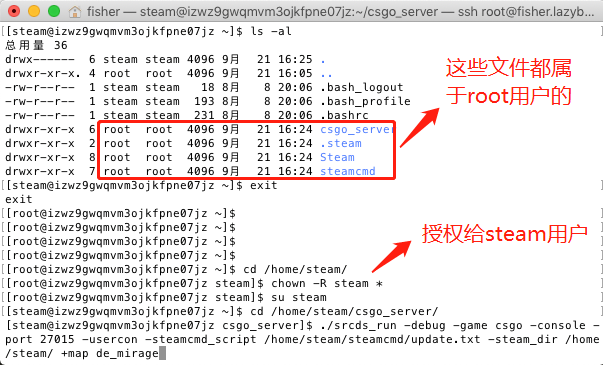 fisher — steam@izwz9gwqmvm3ojkfpne07jz:~/csgo_server — ssh root@fisher.lazyb…
[[steam@izwz9gwqmvm3ojkfpne07jz ~]$ ls -al
总用量 36
drwx------ 6 steam steam 4096 9月 21 16:25 .
drwxr-xr-x. 4 root root 4096 9月 21 16:05 ..
-rw-r--r-- 1 steam steam 18 8月 8 20:06 .bash_logout
-rw-r--r-- 1 steam steam 193 8月 8 20:06 .bash_profile
-rw-r--r-- 1 steam steam 231 8月 8 20:06 .bashrc
drwxr-xr-x 6 root root 4096 9月 21 16:24 csgo_server
drwxr-xr-x 2 root root 4096 9月 21 16:24 .steam
drwxr-xr-x 8 root root 4096 9月 21 16:24 Steam
drwxr-xr-x 7 root root 4096 9月 21 16:24 steamcmd
这些文件都属
于root用户的
[[steam@izwz9gwqmvm3ojkfpne07jz ~]$ exit
exit
[[root@izwz9gwqmvm3ojkfpne07jz ~]$
[[root@izwz9gwqmvm3ojkfpne07jz ~]$
[[root@izwz9gwqmvm3ojkfpne07jz ~]$
[[root@izwz9gwqmvm3ojkfpne07jz ~]$ cd /home/steam/
[[root@izwz9gwqmvm3ojkfpne07jz steam]$ chown -R steam *
[[root@izwz9gwqmvm3ojkfpne07jz steam]$ su steam
授权给steam用户
[[steam@izwz9gwqmvm3ojkfpne07jz ~]$ cd /home/steam/csgo_server/
[steam@izwz9gwqmvm3ojkfpne07jz csgo_server]$ ./srcds_run -debug -game csgo -console -
port 27015 -usercon -steamcmd_script /home/steam/steamcmd/update.txt -steam_dir /home
/steam/ +map de_mirage